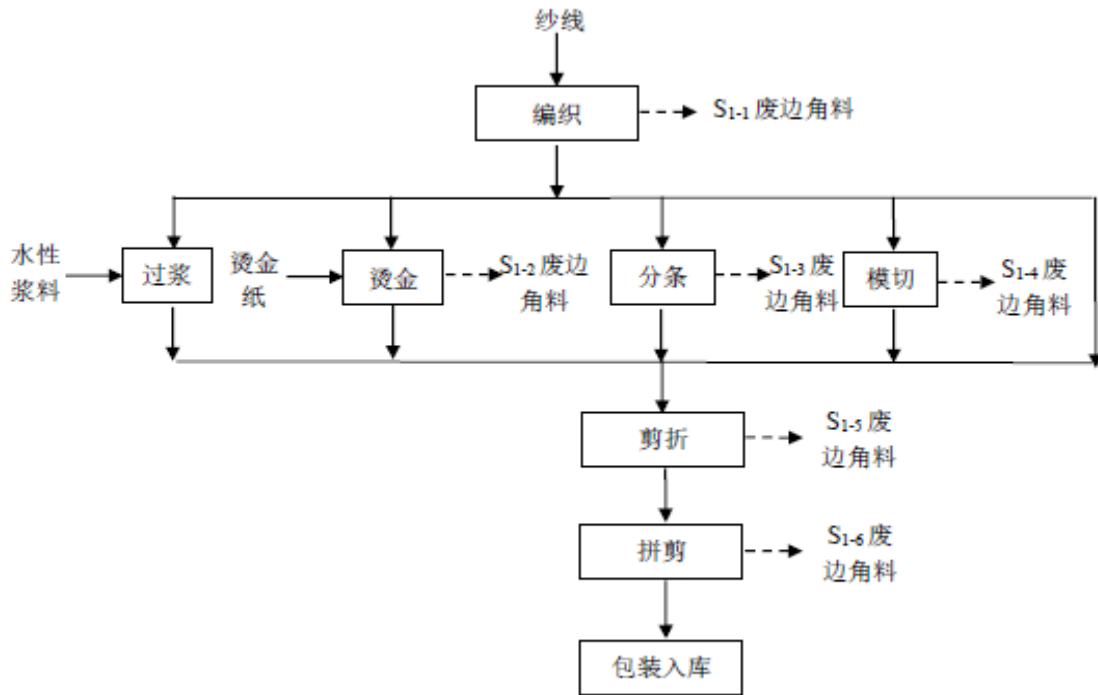 纱线
编织
S1-1 废边角料
水性
浆料
过浆
烫金
纸
烫金
S1-2 废边
角料
分条
S1-3 废
边角料
模切
S1-4 废
边角料
剪折
S1-5 废
边角料
拼剪
S1-6 废
边角料
包装入库